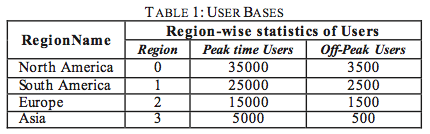 TABLE 1: USER BASES
RegionName Region-wise statistics of Users
Region Peak time Users Off-Peak Users
North America 0 35000 3500
South America 1 25000 2500
Europe 2 15000 1500
Asia 3 5000 500